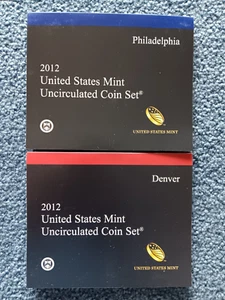 Philadelphia
2012
United States Mint
Uncirculated Coin Set®
UNITED STATES MINT
Denver
2012
United States Mint
Uncirculated Coin Set®
UNITED STATES MINT